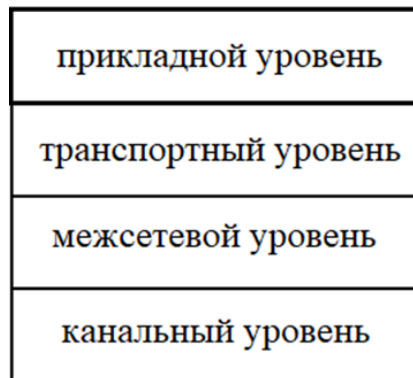 прикладной уровень
транспортный уровень
межсетевой уровень
канальный уровень